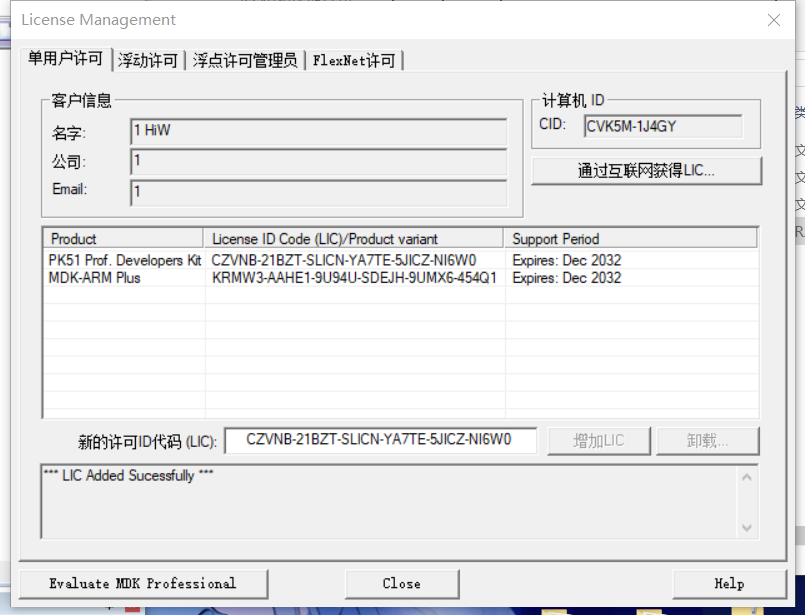 License Management
单用户许可 浮动许可 浮点许可管理员 FlexNet许可
客户信息
名字: 1 HiW
公司: 1
Email: 1
计算机 ID
CID: CVK5M-1J4GY
通过互联网获得LIC...
Product License ID Code (LIC)/Product variant Support Period
PK51 Prof. Developers Kit CZVNB-21BZT-SLICN-YA7TE-5JICZ-NI6W0 Expires: Dec 2032
MDK-ARM Plus KRMW3-AAHE1-9U94U-SDEJH-9UMX6-454Q1 Expires: Dec 2032
新的许可ID代码 (LIC): CZVNB-21BZT-SLICN-YA7TE-5JICZ-NI6W0 增加LIC 卸载...
*** LIC Added Sucessfully ***
Evaluate MDK Professional Close Help